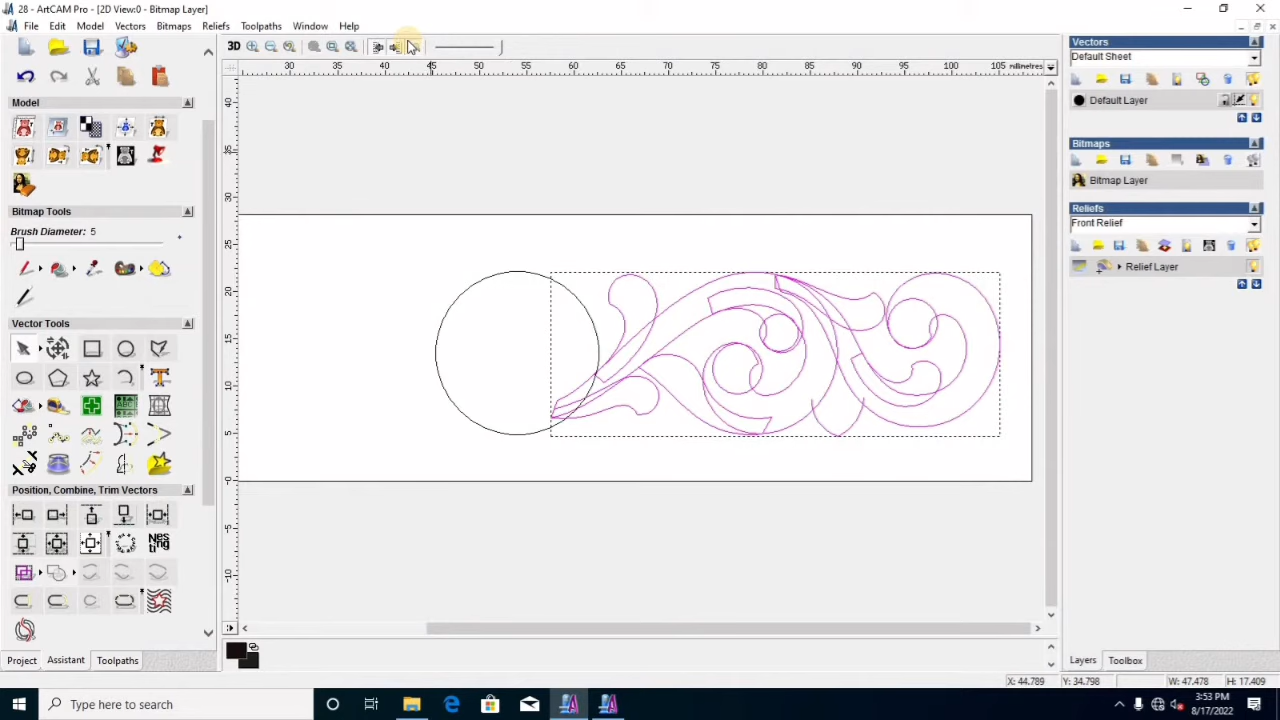 28 - ArtCAM Pro - [2D View:0 - Bitmap Layer]
File Edit Model Vectors Bitmaps Reliefs Toolpaths Window Help
3D
30 35 40 45 50 55 60 65 70 75 80 85 90 95 100 105 millimetres
Model
Bitmap Tools
Brush Diameter: 5
Vector Tools
Position, Combine, Tmp Vectors
Nes
ting
Project Assistant Toolpaths
Vectors
Default Sheet
Default Layer
Bitmaps
Bitmap Layer
Reliefs
Front Relief
Relief Layer
Layers Toolbox
X: 44.789 Y: 34.798 W: 47.478 H: 17.409
Type here to search
3:53 PM
8/17/2022